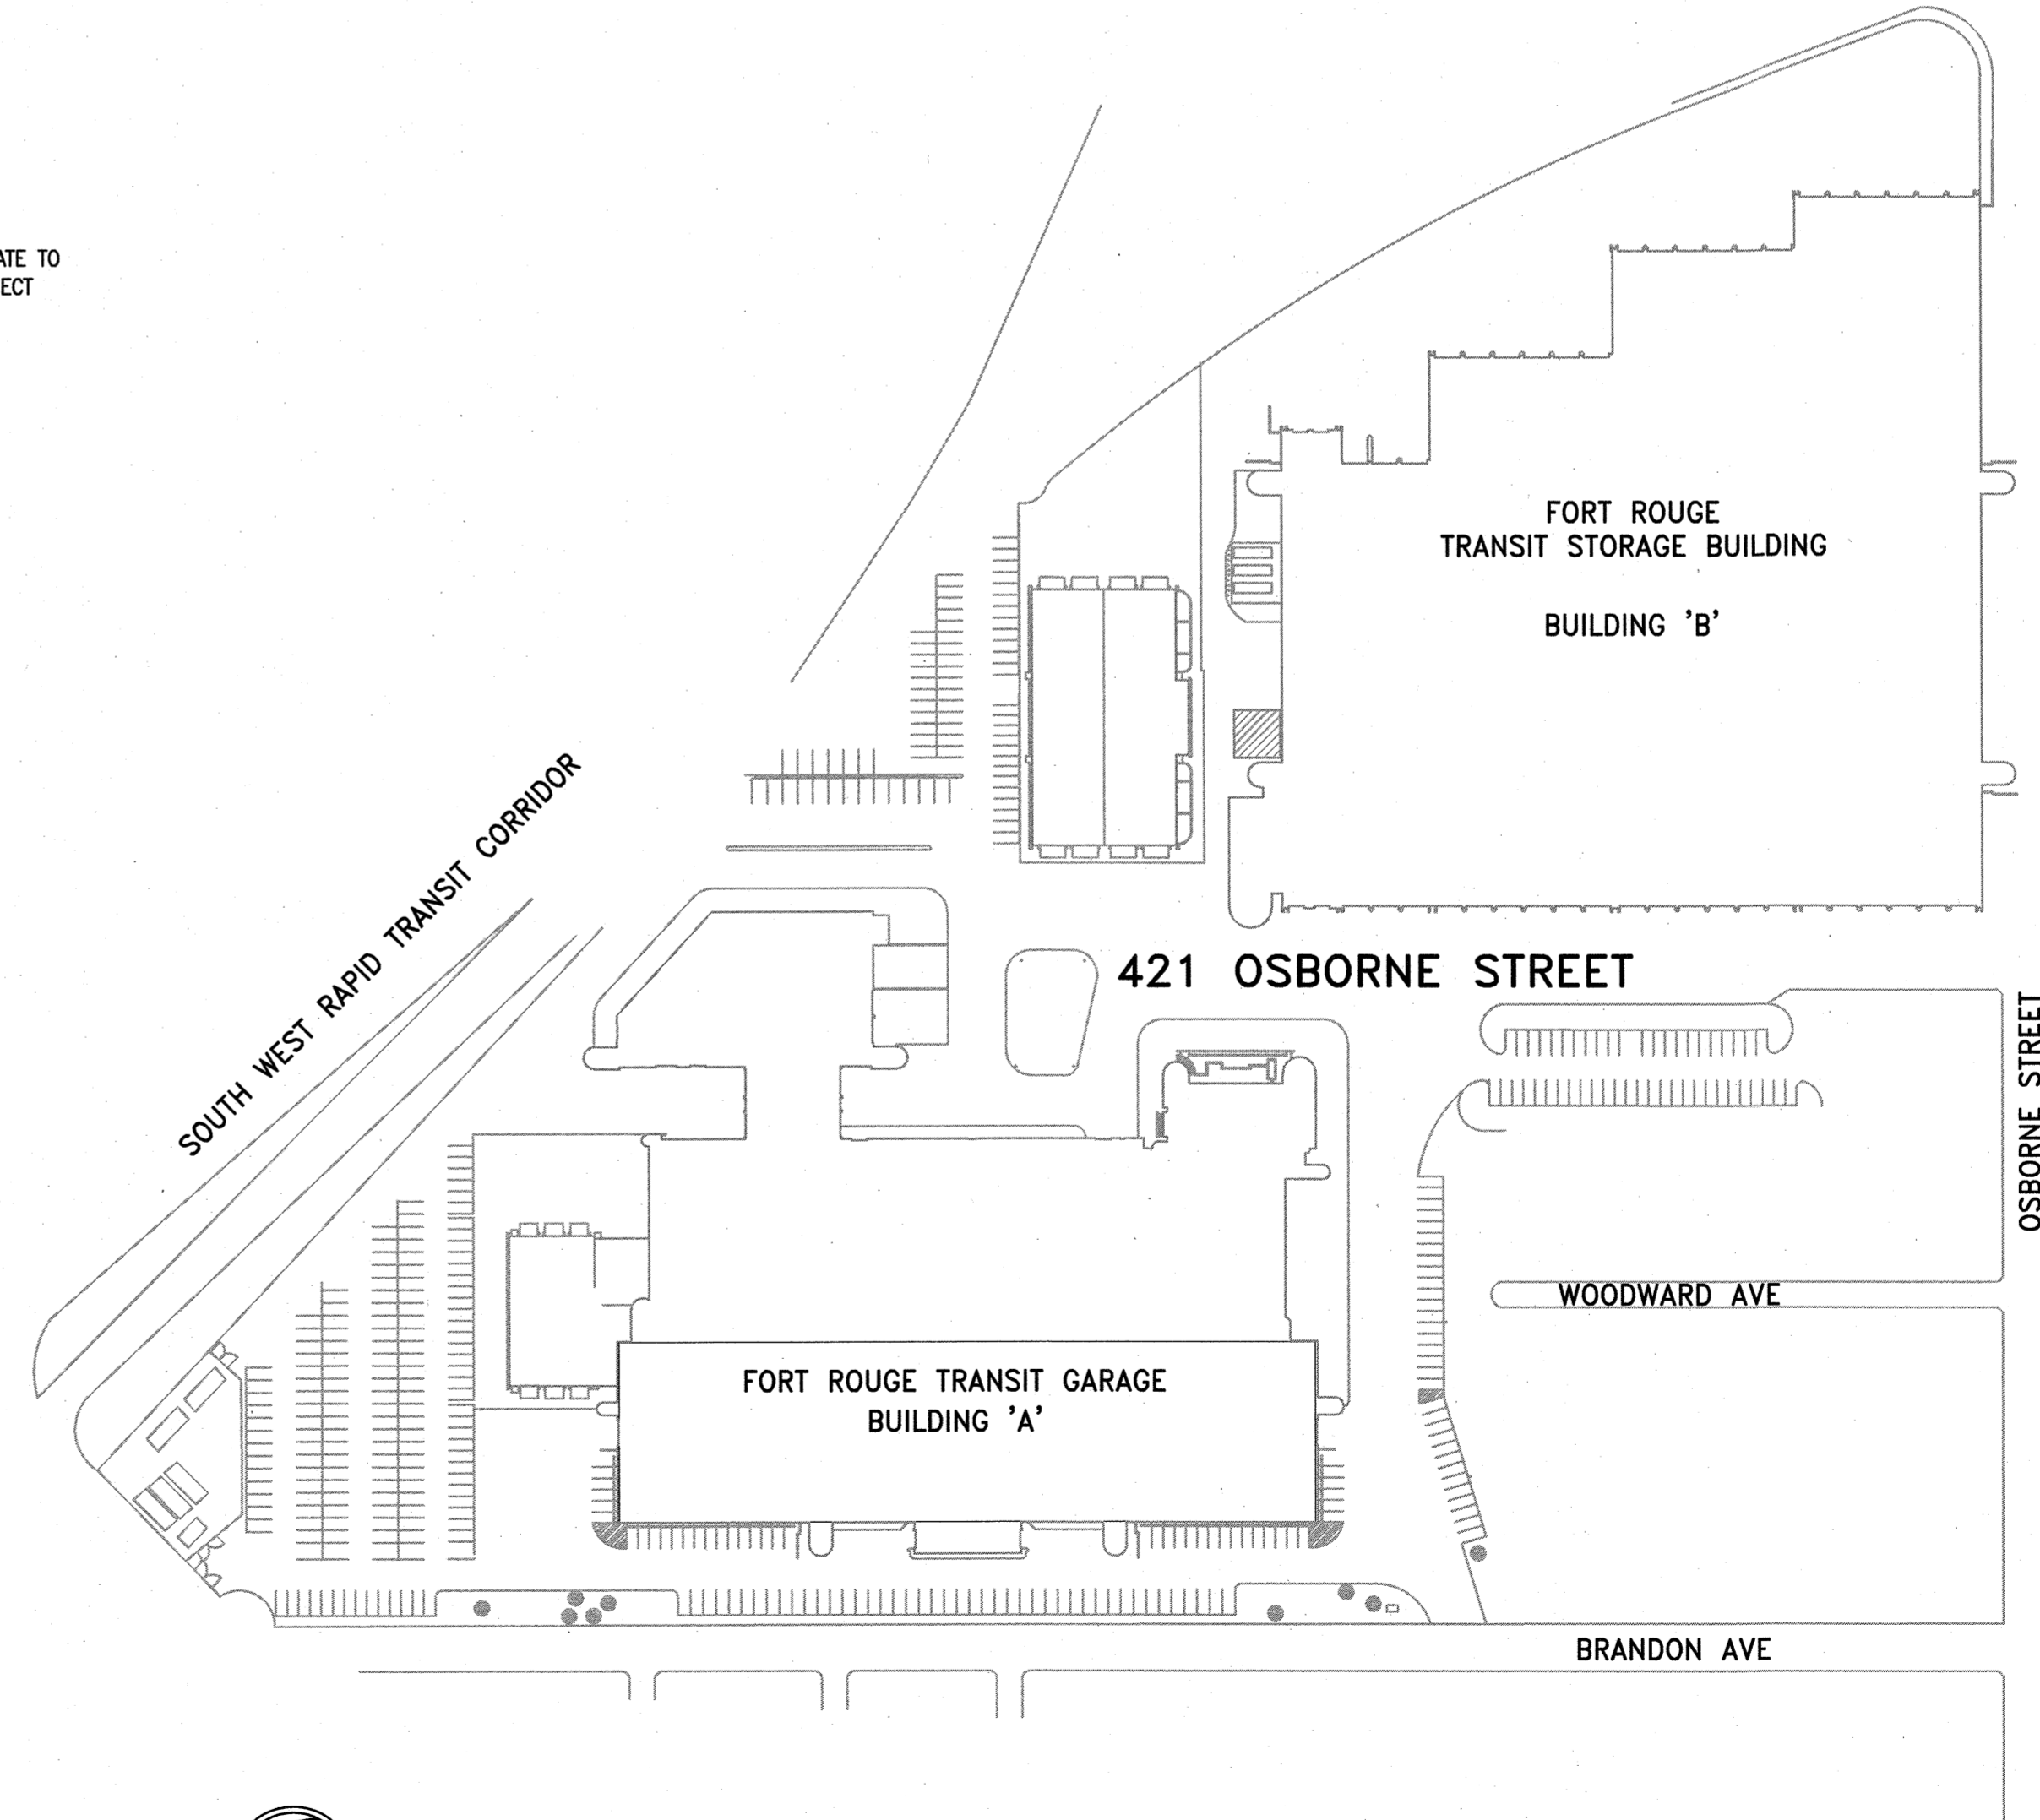 ATE TO
ECT
FORT ROUGE
TRANSIT STORAGE BUILDING
BUILDING 'B'
SOUTH WEST RAPID TRANSIT CORRIDOR
421 OSBORNE STREET
OSBORNE STREET
WOODWARD AVE
FORT ROUGE TRANSIT GARAGE
BUILDING 'A'
BRANDON AVE